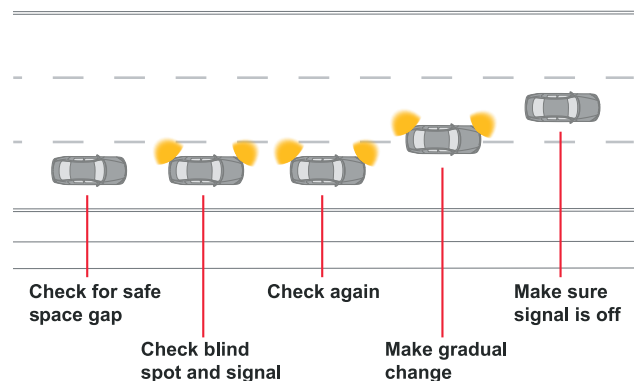 Check for safe
space gap
Check blind
spot and signal
Check again
Make gradual
change
Make sure
signal is off